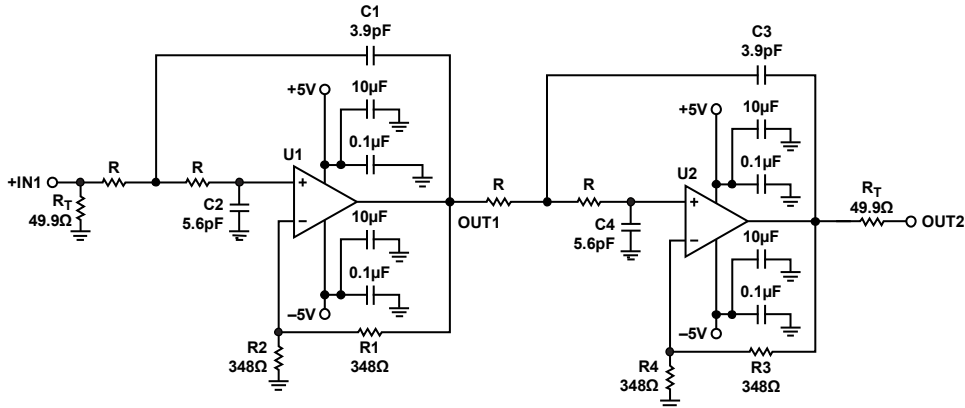 C1
3.9pF
C3
3.9pF
+5V
10µF
0.1µF
U1
+IN1
R
R
RT
49.9Ω
C2
5.6pF
10µF
0.1µF
–5V
R2
348Ω
R1
348Ω
OUT1
R
R
+5V
10µF
0.1µF
U2
C4
5.6pF
RT
49.9Ω
OUT2
10µF
0.1µF
–5V
R4
348Ω
R3
348Ω
+
–
+
–